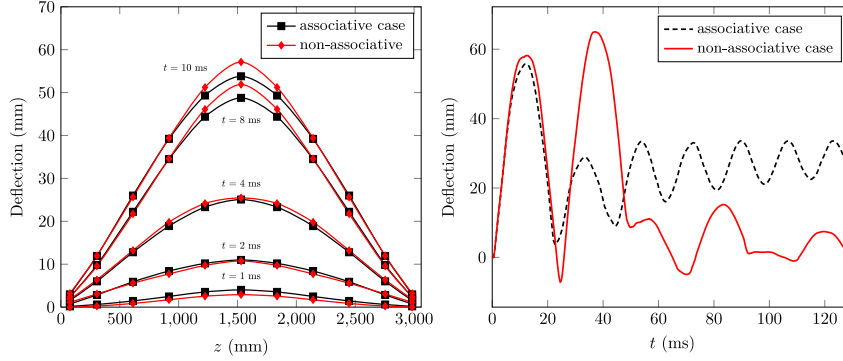 70
60
50
40
30
20
10
0
0
500
1,000
1,500
2,000
2,500
3,000
z (mm)
Deflection (mm)
associative case
non-associative
t = 10 ms
t = 8 ms
t = 4 ms
t = 2 ms
t = 1 ms
60
40
20
0
0
20
40
60
80
100
120
t (ms)
Deflection (mm)
associative case
non-associative case